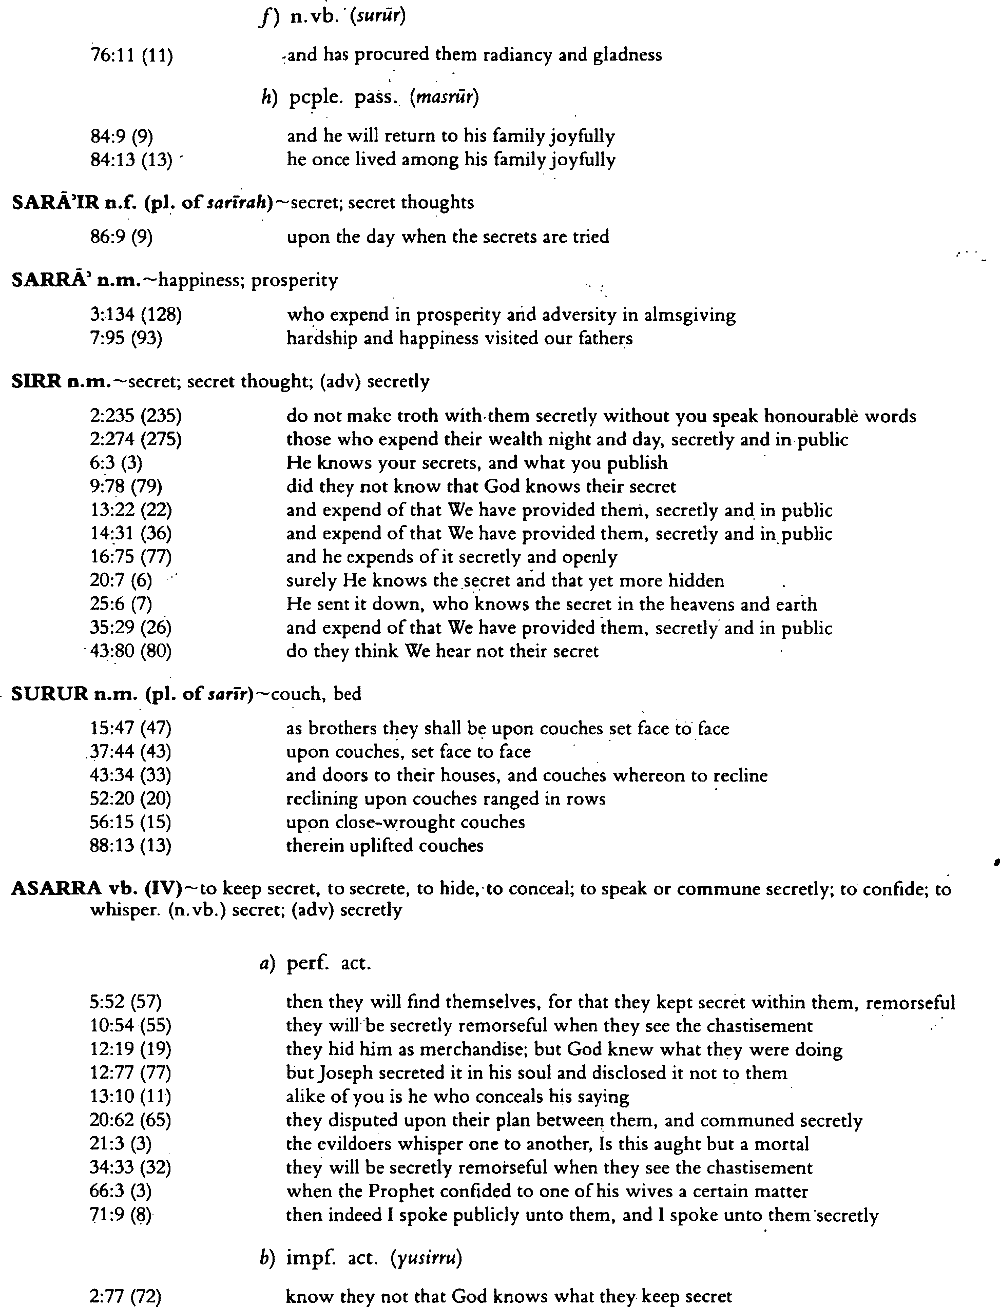 f) n.vb. (surūr)
76:11 (11) and has procured them radiancy and gladness
h) pcple. pass. (masrūr)
84:9 (9) and he will return to his family joyfully
84:13 (13) he once lived among his family joyfully
SARĀʾIR n.f. (pl. of sarīrah)~secret; secret thoughts
86:9 (9) upon the day when the secrets are tried
SARRĀʾ n.m.~happiness; prosperity
3:134 (128) who expend in prosperity and adversity in almsgiving
7:95 (93) hardship and happiness visited our fathers
SIRR n.m.~secret; secret thought; (adv) secretly
2:235 (235) do not make troth with them secretly without you speak honourable words
2:274 (275) those who expend their wealth night and day, secretly and in public
6:3 (3) He knows your secrets, and what you publish
9:78 (79) did they not know that God knows their secret
13:22 (22) and expend of that We have provided them, secretly and in public
14:31 (36) and expend of that We have provided them, secretly and in public
16:75 (77) and he expends of it secretly and openly
20:7 (6) surely He knows the secret and that yet more hidden
25:6 (7) He sent it down, who knows the secret in the heavens and earth
35:29 (26) and expend of that We have provided them, secretly and in public
43:80 (80) do they think We hear not their secret
SURUR n.m. (pl. of sarīr)~couch, bed
15:47 (47) as brothers they shall be upon couches set face to face
37:44 (43) upon couches, set face to face
43:34 (33) and doors to their houses, and couches whereon to recline
52:20 (20) reclining upon couches ranged in rows
56:15 (15) upon close-wrought couches
88:13 (13) therein uplifted couches
ASARRA vb. (IV)~to keep secret, to secrete, to hide, to conceal; to speak or commune secretly; to confide; to
whisper. (n.vb.) secret; (adv) secretly
a) perf. act.
5:52 (57) then they will find themselves, for that they kept secret within them, remorseful
10:54 (55) they will be secretly remorseful when they see the chastisement
12:19 (19) they hid him as merchandise; but God knew what they were doing
12:77 (77) but Joseph secreted it in his soul and disclosed it not to them
13:10 (11) alike of you is he who conceals his saying
20:62 (65) they disputed upon their plan between them, and communed secretly
21:3 (3) the evildoers whisper one to another, Is this aught but a mortal
34:33 (32) they will be secretly remorseful when they see the chastisement
66:3 (3) when the Prophet confided to one of his wives a certain matter
71:9 (8) then indeed I spoke publicly unto them, and I spoke unto them secretly
b) impf. act. (yusirru)
2:77 (72) know they not that God knows what they keep secret